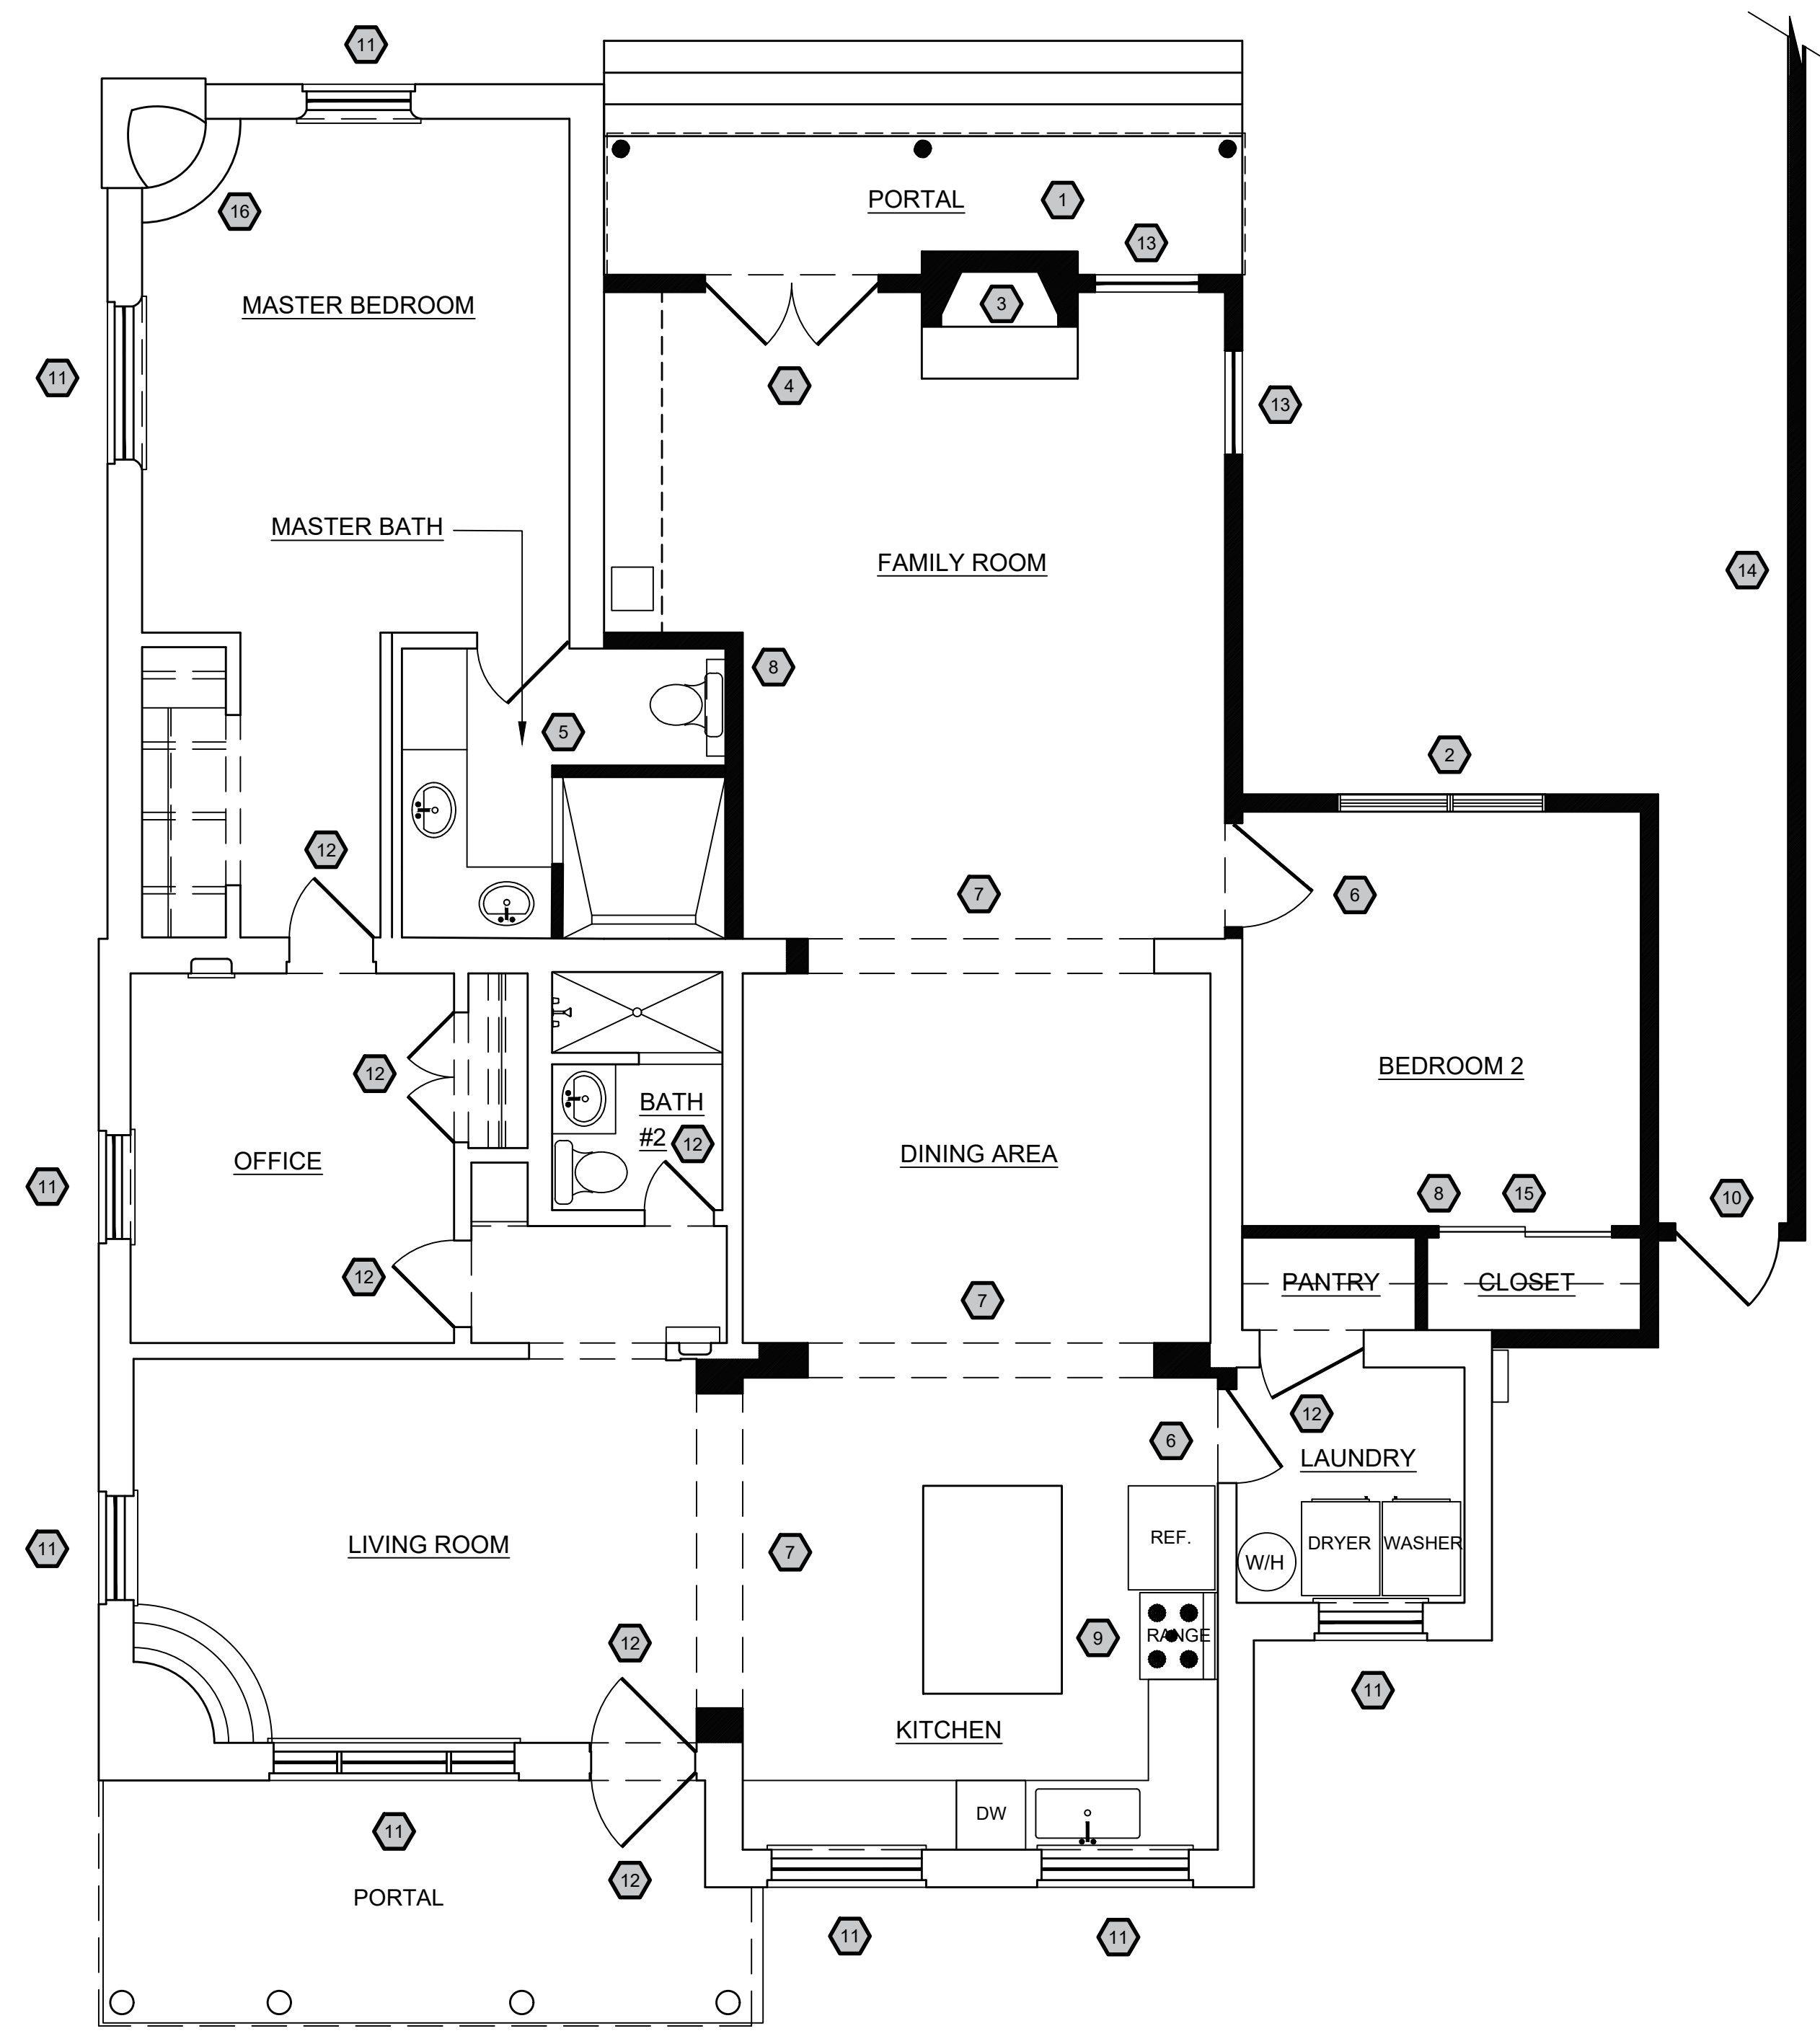 11
PORTAL
1
16
13
MASTER BEDROOM
3
11
4
13
MASTER BATH
FAMILY ROOM
14
8
5
2
12
7
6
12
BEDROOM 2
BATH
#2
12
DINING AREA
OFFICE
11
8
15
10
12
7
PANTRY
CLOSET
12
6
LAUNDRY
LIVING ROOM
11
7
REF.
DRYER
WASHER
W/H
12
9
RANGE
11
KITCHEN
11
DW
12
PORTAL
11
11